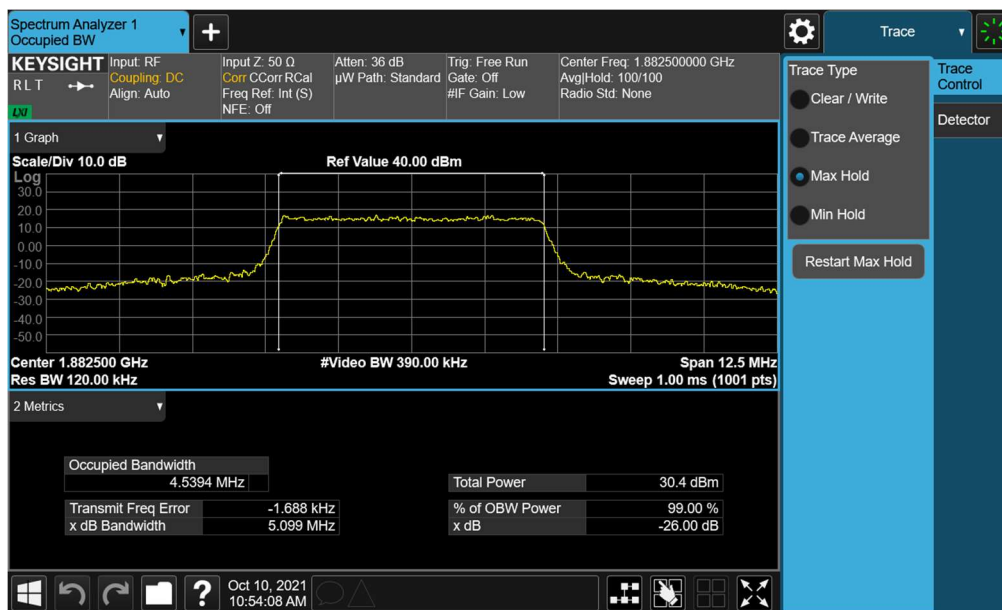 Spectrum Analyzer 1
Occupied BW
+
Trace
KEYSIGHT
RLT
LXI
Input: RF
Coupling: DC
Align: Auto
Input Z: 50 Ω
Corr CCorr RCal
Freq Ref: Int (S)
NFE: Off
Atten: 36 dB
µW Path: Standard
Trig: Free Run
Gate: Off
#IF Gain: Low
Center Freq: 1.882500000 GHz
Avg|Hold: 100/100
Radio Std: None
Trace Type
Clear / Write
Trace Average
Max Hold
Min Hold
Restart Max Hold
Trace
Control
Detector
1 Graph
Scale/Div 10.0 dB
Ref Value 40.00 dBm
Log
30.0
20.0
10.0
0.00
-10.0
-20.0
-30.0
-40.0
-50.0
Center 1.882500 GHz
#Video BW 390.00 kHz
Span 12.5 MHz
Res BW 120.00 kHz
Sweep 1.00 ms (1001 pts)
2 Metrics
Occupied Bandwidth
4.5394 MHz
Total Power 30.4 dBm
Transmit Freq Error -1.688 kHz
% of OBW Power 99.00 %
x dB Bandwidth 5.099 MHz
x dB -26.00 dB
?
Oct 10, 2021
10:54:08 AM